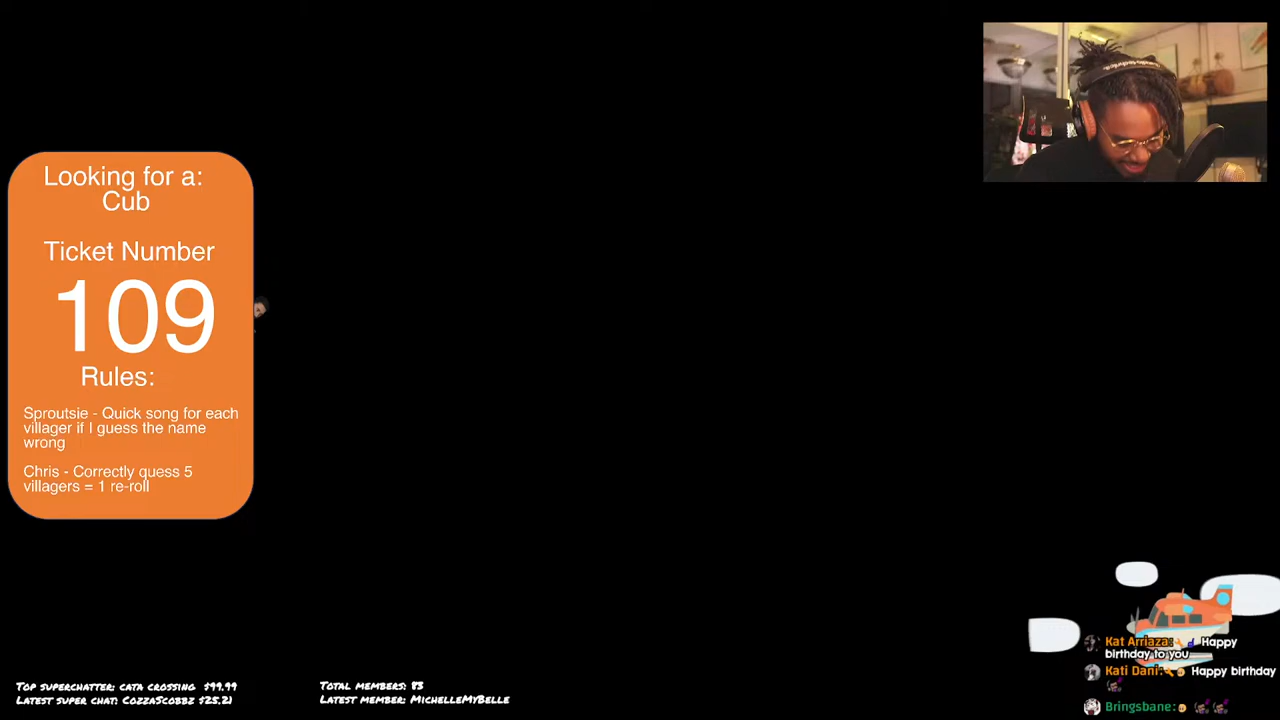 Looking for a:
Cub
Ticket Number
109
Rules:
Sproutsie - Quick song for each
villager if I guess the name
wrong
Chris - Correctly quess 5
villagers = 1 re-roll
Kat Arriaza: Happy
birthday to you
Kati Dani: Happy birthday
Bringsbane:
Top superchatter: cata crossing $99.99
Latest super chat: CozzaScobbz $25.21
Total members: 83
Latest member: MichelleMyBelle